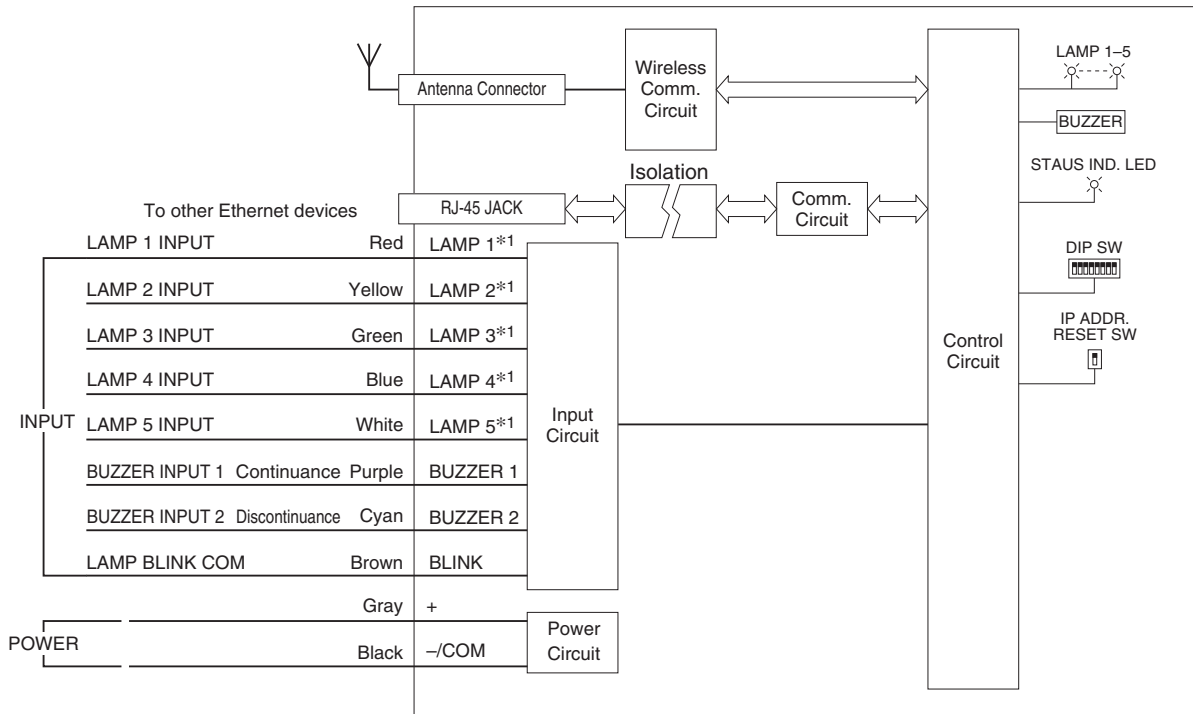 LAMP 1–5
Wireless
Comm.
Circuit
Antenna Connector
BUZZER
STAUS IND. LED
Isolation
To other Ethernet devices
RJ-45 JACK
Comm.
Circuit
LAMP 1 INPUT Red LAMP 1*1
DIP SW
LAMP 2 INPUT Yellow LAMP 2*1
IP ADDR.
RESET SW
LAMP 3 INPUT Green LAMP 3*1
Control
Circuit
LAMP 4 INPUT Blue LAMP 4*1
INPUT
LAMP 5 INPUT White LAMP 5*1
Input
Circuit
BUZZER INPUT 1 Continuance Purple BUZZER 1
BUZZER INPUT 2 Discontinuance Cyan BUZZER 2
LAMP BLINK COM Brown BLINK
Gray +
POWER
Black –/COM
Power
Circuit